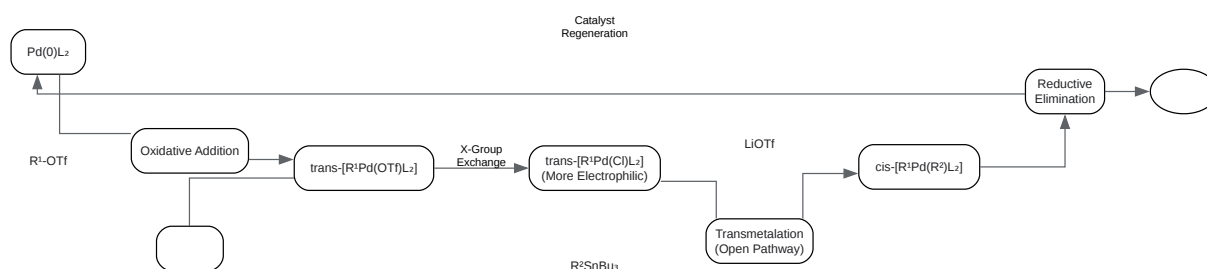 Catalyst
Regeneration
Pd(0)L₂
Reductive
Elimination
Oxidative Addition
R¹-OTf
trans-[R¹Pd(OTf)L₂]
X-Group
Exchange
trans-[R¹Pd(Cl)L₂]
(More Electrophilic)
LiOTf
cis-[R¹Pd(R²)L₂]
Transmetalation
(Open Pathway)
R²SnBu₃